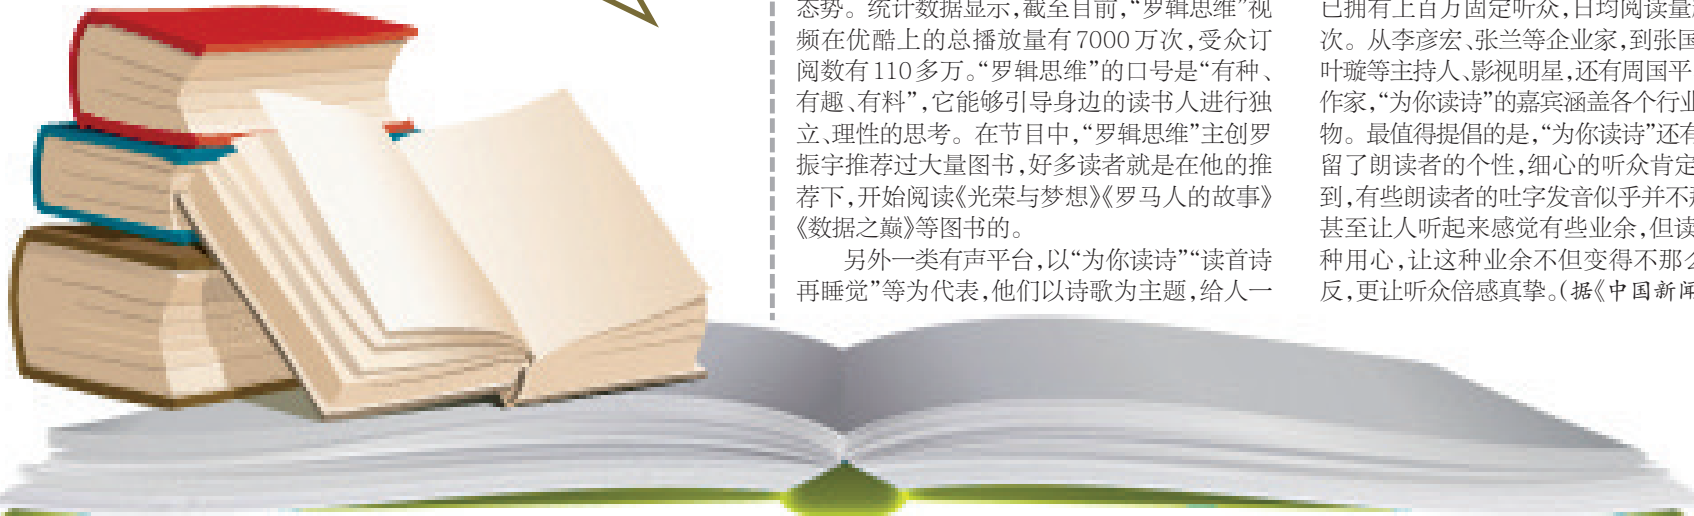 态势。统计数据显示,截至目前,“罗辑思维”视
频在优酷上的总播放量有7000万次,受众订
阅数有110多万。“罗辑思维”的口号是“有种、
有趣、有料”,它能够引导身边的读书人进行独
立、理性的思考。在节目中,“罗辑思维”主创罗
振宇推荐过大量图书,好多读者就是在他的推
荐下,开始阅读《光荣与梦想》《罗马人的故事》
《数据之巅》等图书的。
另外一类有声平台,以“为你读诗”“读首诗
再睡觉”等为代表,他们以诗歌为主题,给人一
已拥有上百万固定听众,日均阅读量
次。从李彦宏、张兰等企业家,到张国
叶璇等主持人、影视明星,还有周国平
作家,“为你读诗”的嘉宾涵盖各个行业
物。最值得提倡的是,“为你读诗”还有
留了朗读者的个性,细心的听众肯定
到,有些朗读者的吐字发音似乎并不那
甚至让人听起来感觉有些业余,但读
种用心,让这种业余不但变得不那么
反,更让听众倍感真挚。(据《中国新闻